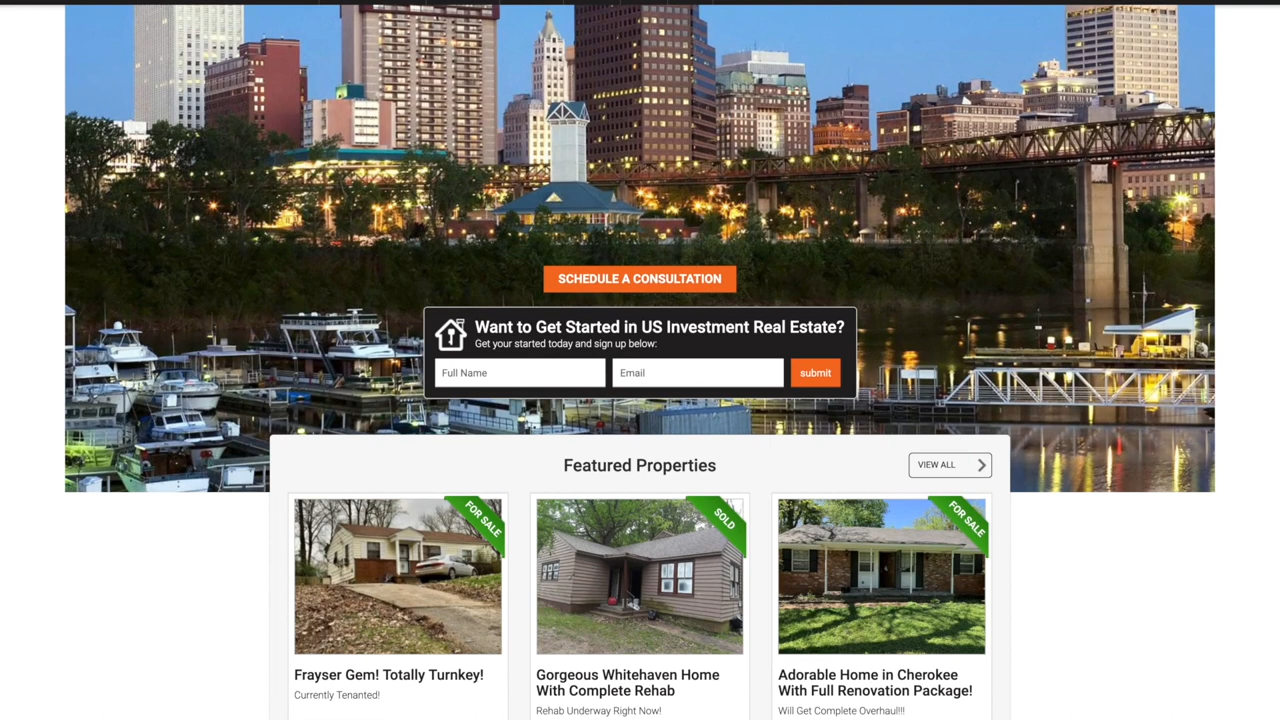 SCHEDULE A CONSULTATION
Want to Get Started in US Investment Real Estate?
Get your started today and sign up below:
Full Name
Email
submit
Featured Properties
VIEW ALL
FOR SALE
SOLD
FOR SALE
Frayser Gem! Totally Turnkey!
Currently Tenanted!
Gorgeous Whitehaven Home
With Complete Rehab
Rehab Underway Right Now!
Adorable Home in Cherokee
With Full Renovation Package!
Will Get Complete Overhaul!!!